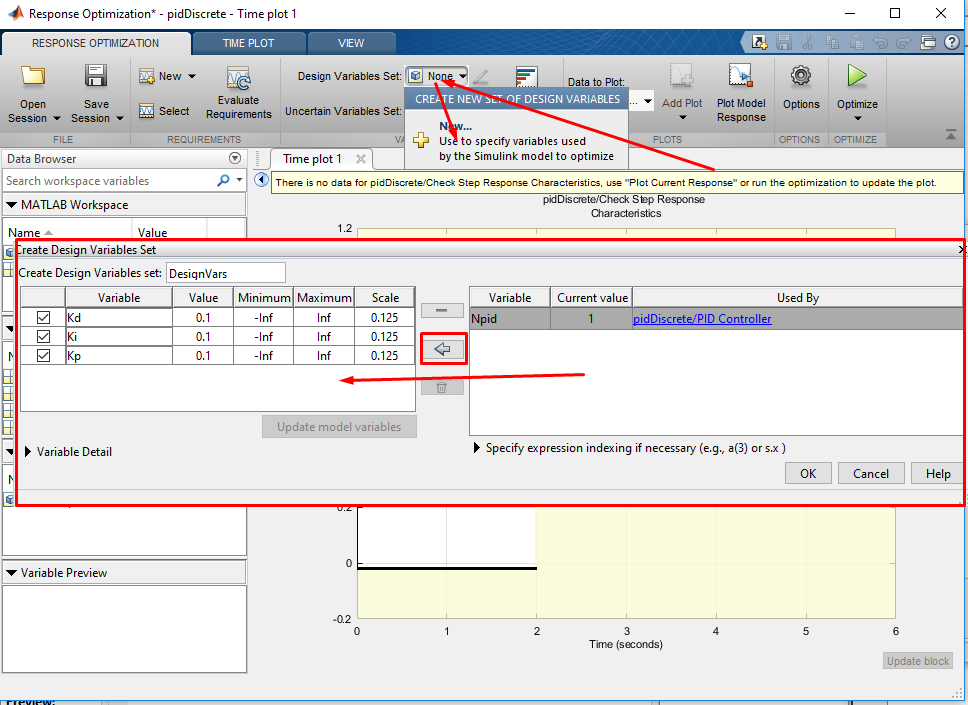 Response Optimization* - pidDiscrete - Time plot 1
RESPONSE OPTIMIZATION TIME PLOT VIEW
Open Session
Save Session
FILE
New
Select
Evaluate Requirements
REQUIREMENTS
Design Variables Set: None
Uncertain Variables Set:
CREATE NEW SET OF DESIGN VARIABLES
New...
Use to specify variables used
by the Simulink model to optimize
Data to Plot:
...
Add Plot
Plot Model Response
PLOTS
Options
OPTIONS
Optimize
OPTIMIZE
Data Browser
Search workspace variables
MATLAB Workspace
Name Value
Time plot 1
There is no data for pidDiscrete/Check Step Response Characteristics, use "Plot Current Response" or run the optimization to update the plot.
pidDiscrete/Check Step Response
Characteristics
1.2
Create Design Variables Set
Create Design Variables set: DesignVars
Variable Value Minimum Maximum Scale
Kd 0.1 -Inf Inf 0.125
Ki 0.1 -Inf Inf 0.125
Kp 0.1 -Inf Inf 0.125
Update model variables
Variable Detail
Variable Current value Used By
Npid 1 pidDiscrete/PID Controller
Specify expression indexing if necessary (e.g., a(3) or s.x )
OK Cancel Help
0.2
0
-0.2
0 1 2 3 4 5 6
Time (seconds)
Variable Preview
Update block
Preview: